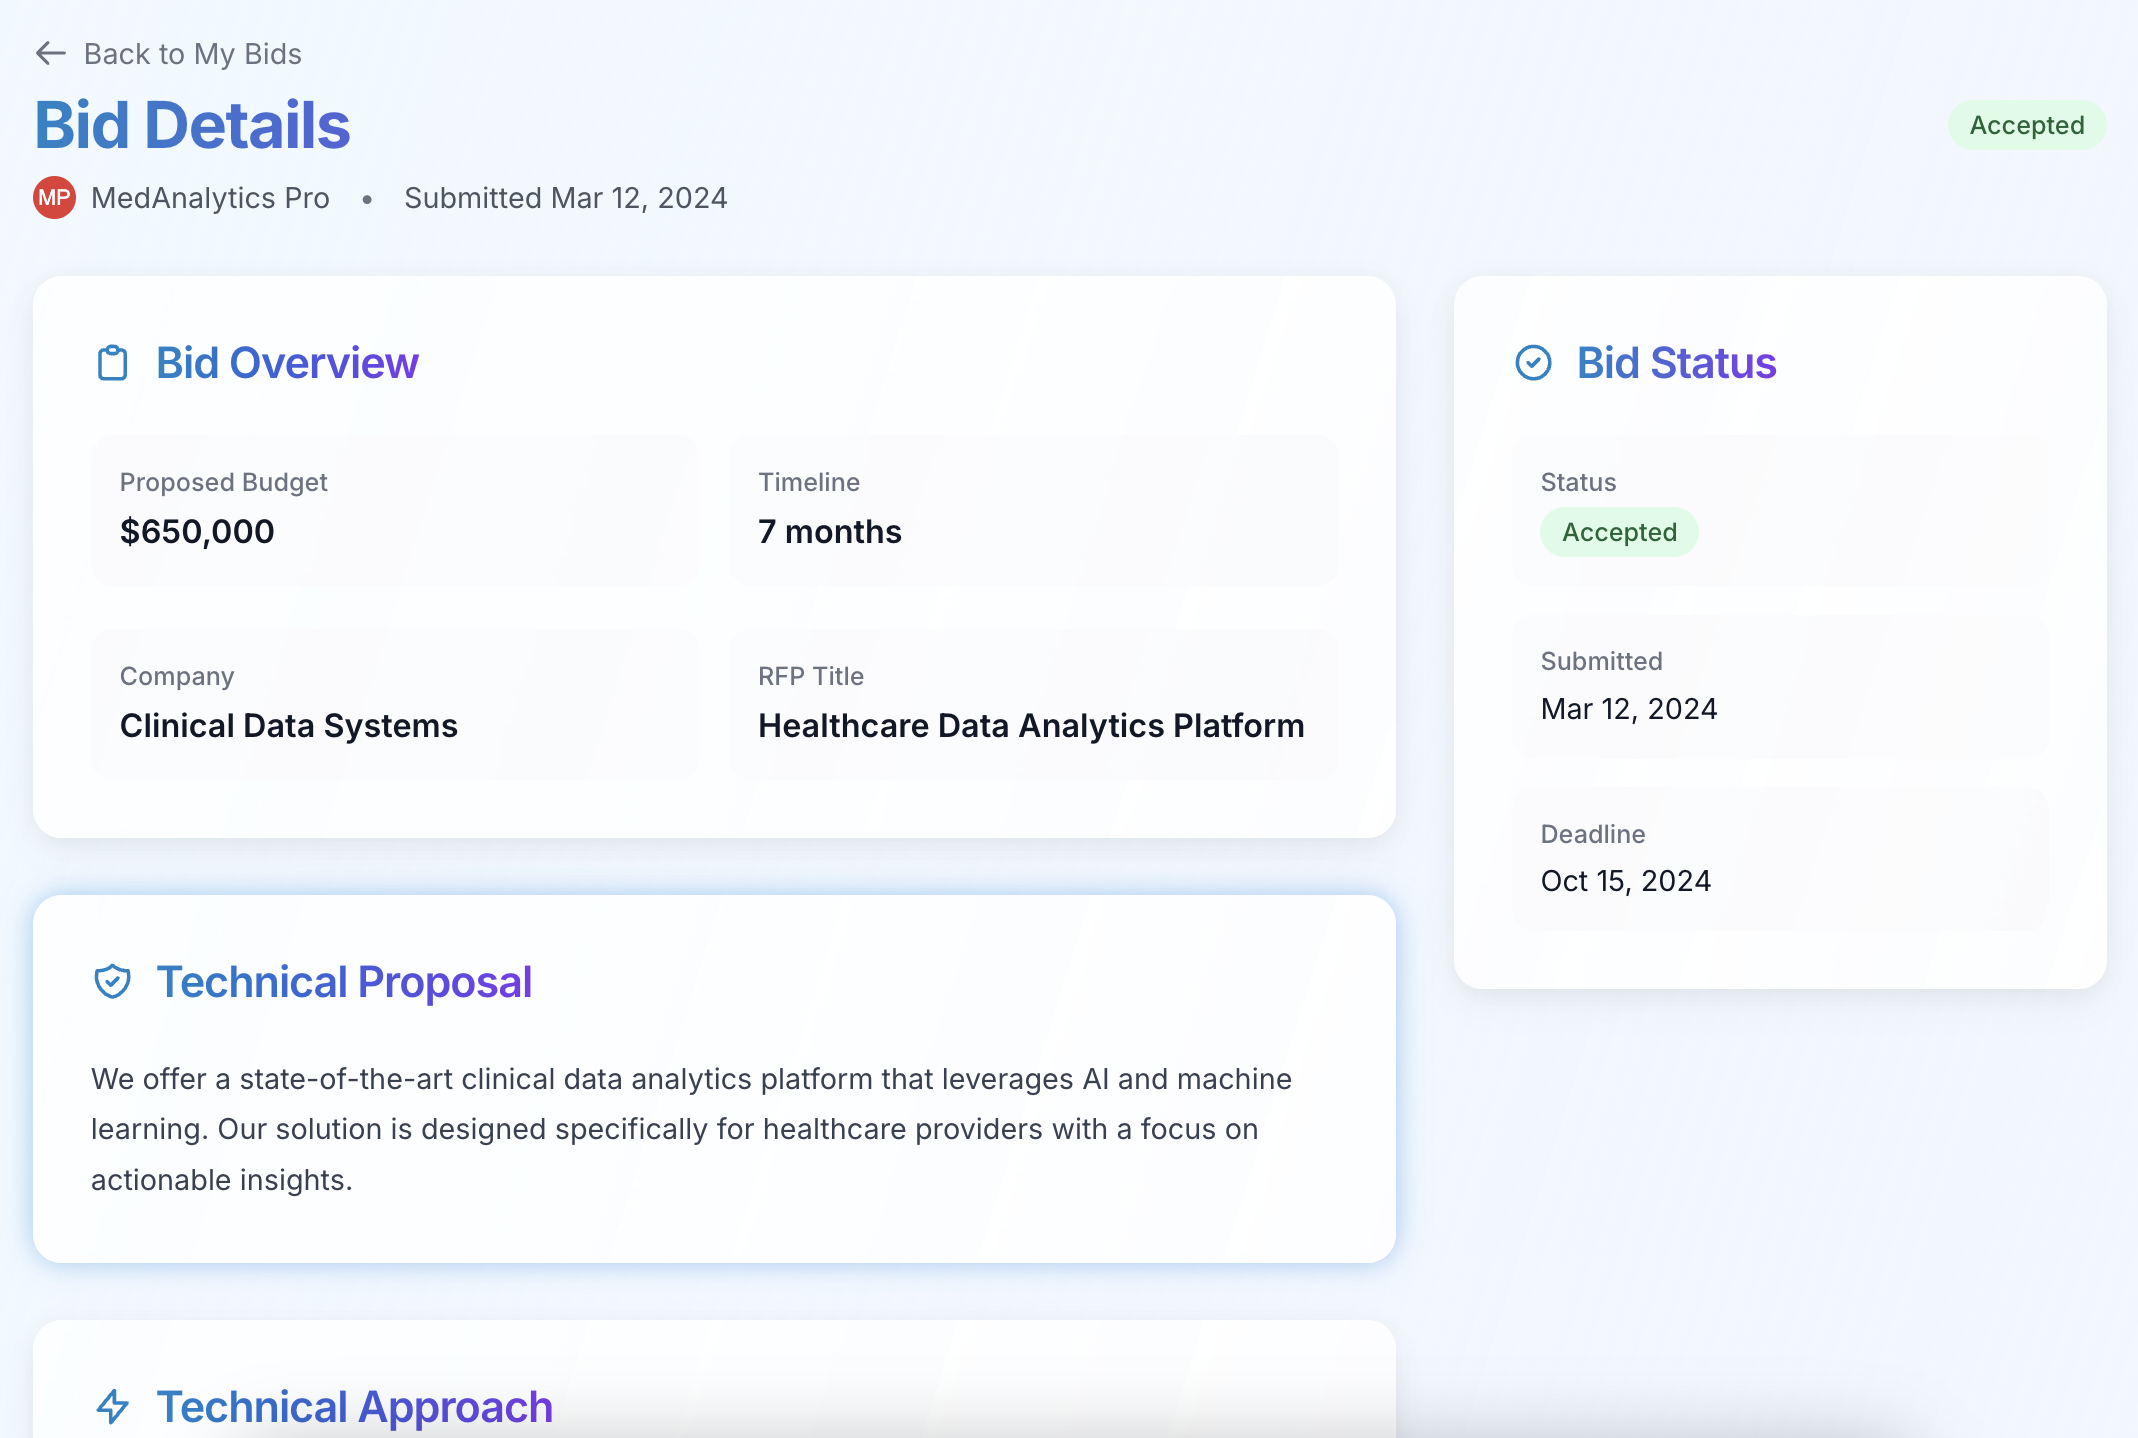 Back to My Bids
Bid Details
Accepted
MP MedAnalytics Pro • Submitted Mar 12, 2024
Bid Overview
Proposed Budget
$650,000
Timeline
7 months
Company
Clinical Data Systems
RFP Title
Healthcare Data Analytics Platform
Bid Status
Status
Accepted
Submitted
Mar 12, 2024
Deadline
Oct 15, 2024
Technical Proposal
We offer a state-of-the-art clinical data analytics platform that leverages AI and machine
learning. Our solution is designed specifically for healthcare providers with a focus on
actionable insights.
Technical Approach